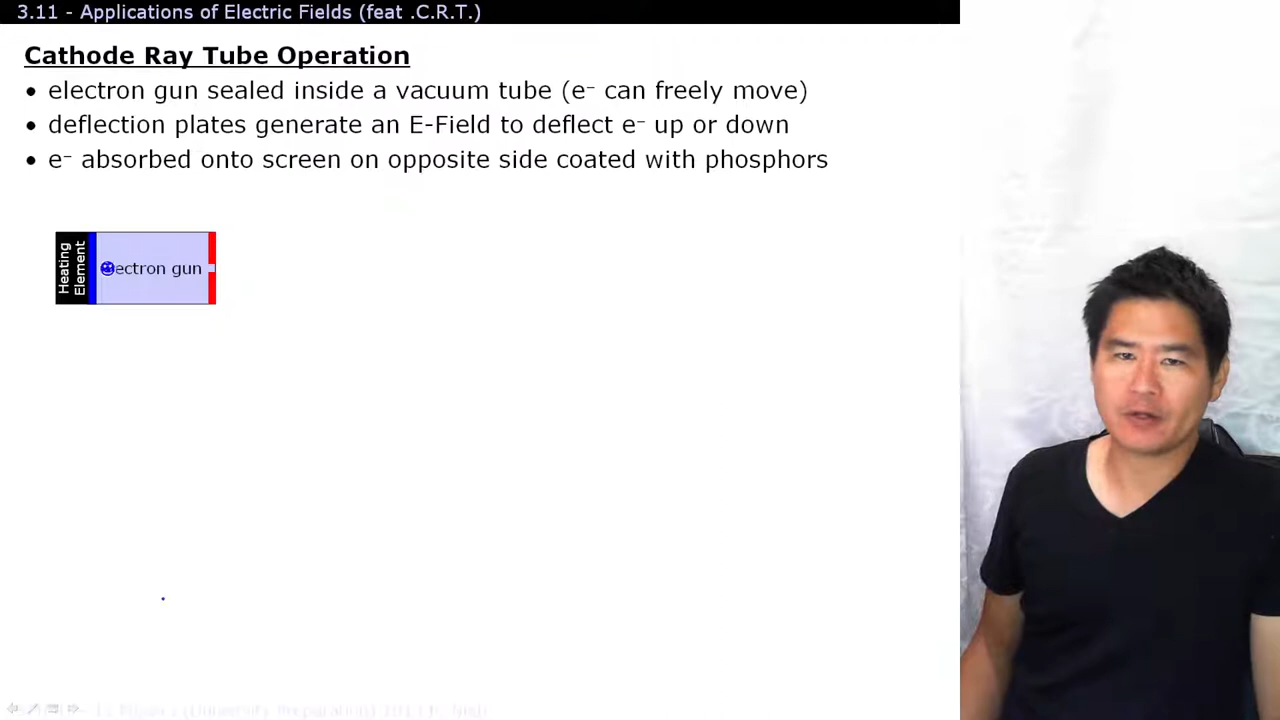 3.11 - Applications of Electric Fields (feat .C.R.T.)
Cathode Ray Tube Operation
• electron gun sealed inside a vacuum tube (e⁻ can freely move)
• deflection plates generate an E-Field to deflect e⁻ up or down
• e⁻ absorbed onto screen on opposite side coated with phosphors
Heating
Element
ectron gun